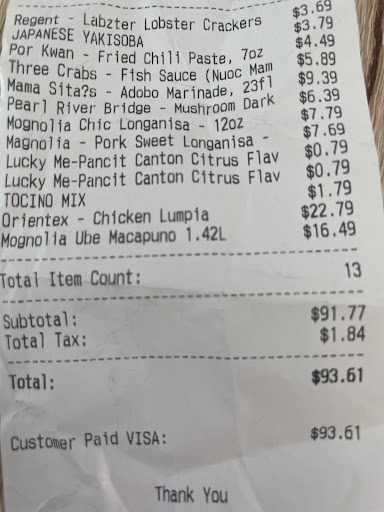 Regent - Labzter Lobster Crackers $3.69
JAPANESE YAKISOBA $3.79
Por Kwan - Fried Chili Paste, 7oz $4.49
Three Crabs - Fish Sauce (Nuoc Mam $5.89
Mama Sita?s - Adobo Marinade, 23fl $9.39
Pearl River Bridge - Mushroom Dark $6.39
Mognolia Chic Longanisa - 12oz $7.79
Magnolia - Pork Sweet Longanisa - $7.69
Lucky Me-Pancit Canton Citrus Flav $0.79
Lucky Me-Pancit Canton Citrus Flav $0.79
TOCINO MIX $1.79
Orientex - Chicken Lumpia $22.79
Mognolia Ube Macapuno 1.42L $16.49
Total Item Count: 13
Subtotal: $91.77
Total Tax: $1.84
Total: $93.61
Customer Paid VISA: $93.61
Thank You